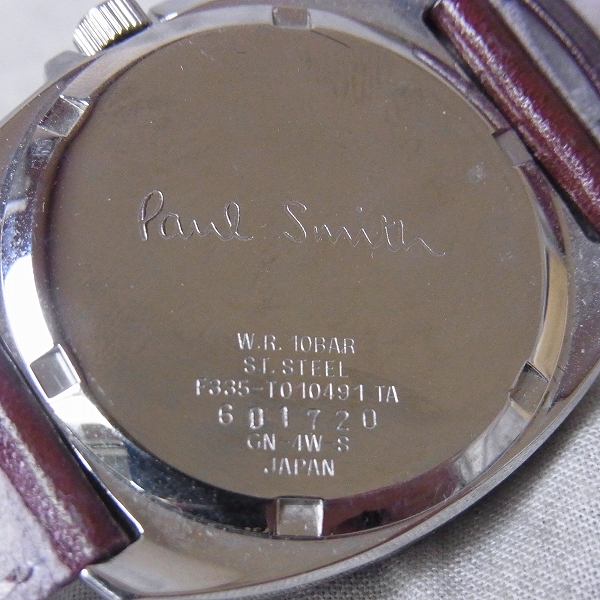 Paul Smith
W.R. 10BAR
ST. STEEL
F335-T010491 TA
601720
GN-4W-S
JAPAN